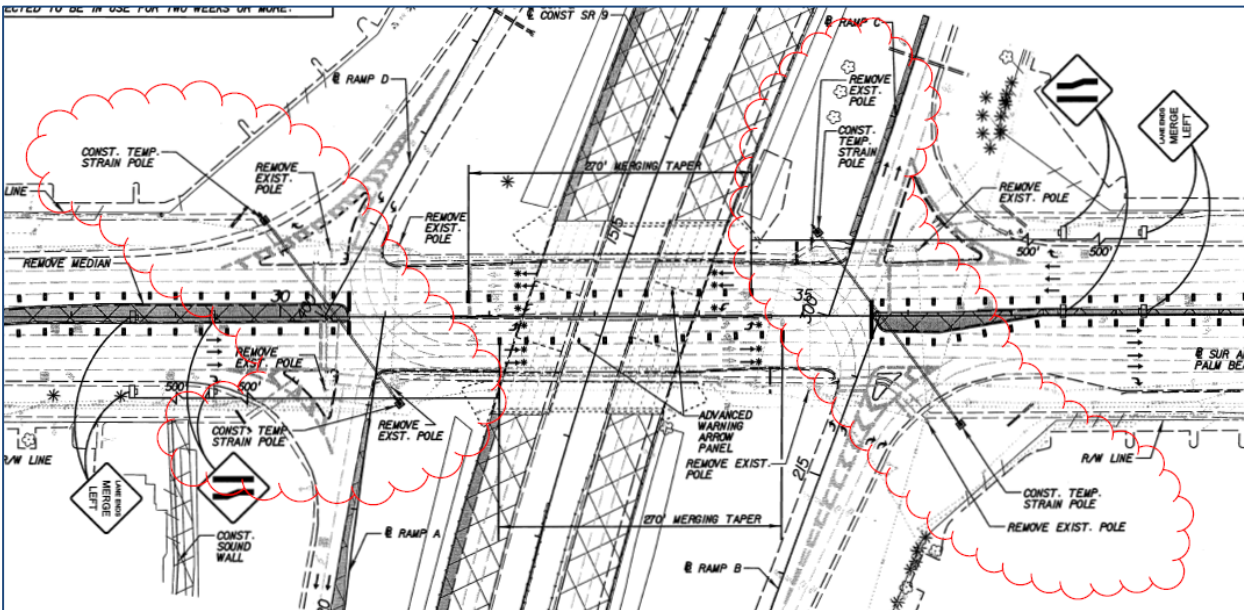 ECTED TO BE IN USE FOR TWO WEEKS OR MORE.
℄ CONST SR 9
℄ RAMP C
℄ RAMP D
REMOVE
EXIST.
POLE
CONST.
TEMP.
STRAIN
POLE
CONST. TEMP.
STRAIN POLE
REMOVE
EXIST.
POLE
270' MERGING TAPER
LANE ENDS
MERGE
LEFT
LINE
REMOVE
EXIST.
POLE
REMOVE
EXIST. POLE
1515
500'
500'
REMOVE MEDIAN
30
35
REMOVE
EXIST. POLE
℄ SUR A
PALM BEA
500'
500'
CONST. TEMP.
STRAIN POLE
REMOVE
EXIST. POLE
ADVANCED
WARNING
ARROW
PANEL
REMOVE EXIST.
POLE
R/W LINE
R/W LINE
215
LANE ENDS
MERGE
LEFT
CONST. TEMP.
STRAIN POLE
REMOVE EXIST. POLE
270' MERGING TAPER
CONST.
SOUND
WALL
℄ RAMP A
℄ RAMP B